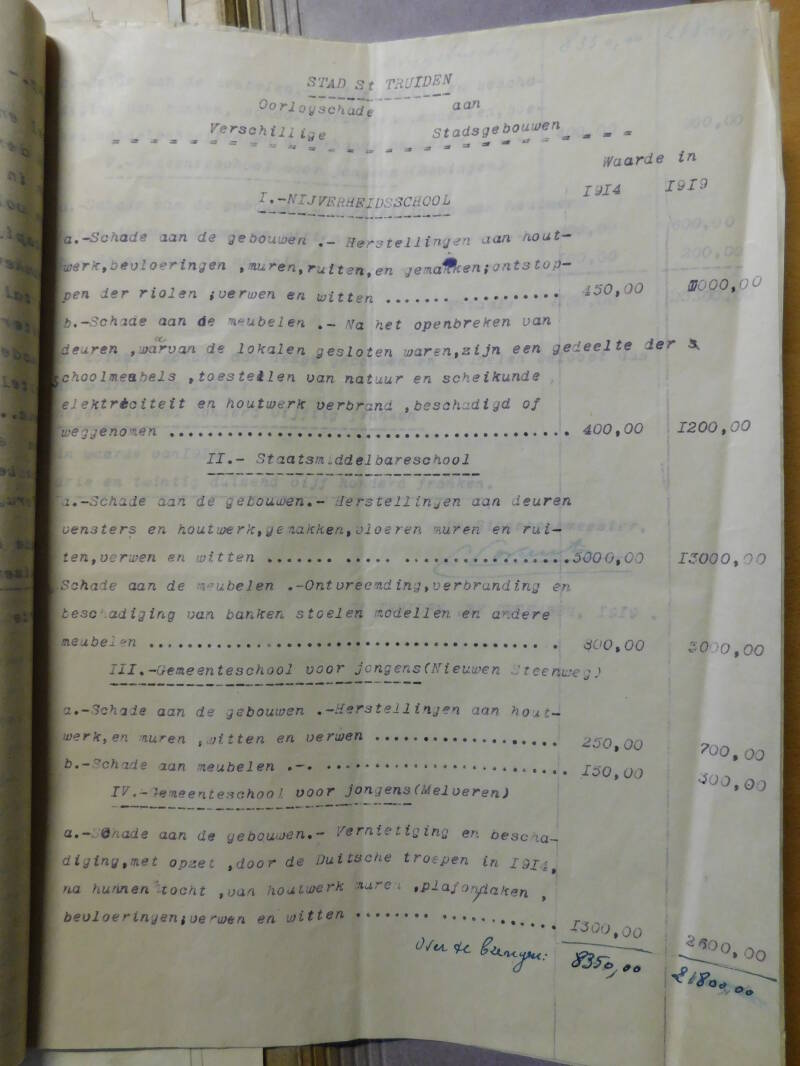 STAD St TRUIDEN
Oorlogschade aan
Verschillige Stadsgebouwen
Waarde in
I914 I919
I.-NIJVERHEIDSSCHOOL
a.-Schade aan de gebouwen .- Herstellingen aan hout-
werk,bevloeringen ,muren,ruiten,en gemakken;ontstop-
pen der riolen ;verwen en witten ....... .......... 450,00 I000,00
b.-Schade aan de meubelen .- Na het openbreken van
deuren ,waarvan de lokalen gesloten waren,zijn een gedeelte der
schoolmeubels ,toestellen van natuur en scheikunde
elektriciteit en houtwerk verbrand ,beschadigd of
weggenomen ........................................ 400,00 I200,00
II.- Staatsmiddelbareschool
a.-Schade aan de gebouwen.- Herstellingen aan deuren
vensters en houtwerk,gemakken,vloeren muren en rui-
ten,verwen en witten ....... ..... .................5000,00 I3000,00
Schade aan de meubelen .-Ontvreemding,verbranding en
beschadiging van banken stoelen modellen en andere
meubelen ......................................... 800,00 3000,00
III.-Gemeenteschool voor jongens(Nieuwen Steenweg)
a.-Schade aan de gebouwen .-Herstellingen aan hout-
werk,en muren ,witten en verwen ................... 250,00 700,00
b.-Schade aan meubelen .-. ......................... I50,00 300,00
IV.-Gemeenteschool voor jongens(Melveren)
a.-Schade aan de gebouwen.- Vernietiging en bescha-
diging,met opzet ,door de Duitsche troepen in I9I4,
na hunnen tocht ,van houtwerk muren ,plafon,daken ,
bevloeringen;verwen en witten ........ ............ I300,00 2600,00
Over te brengen: 8350,00 21800,00